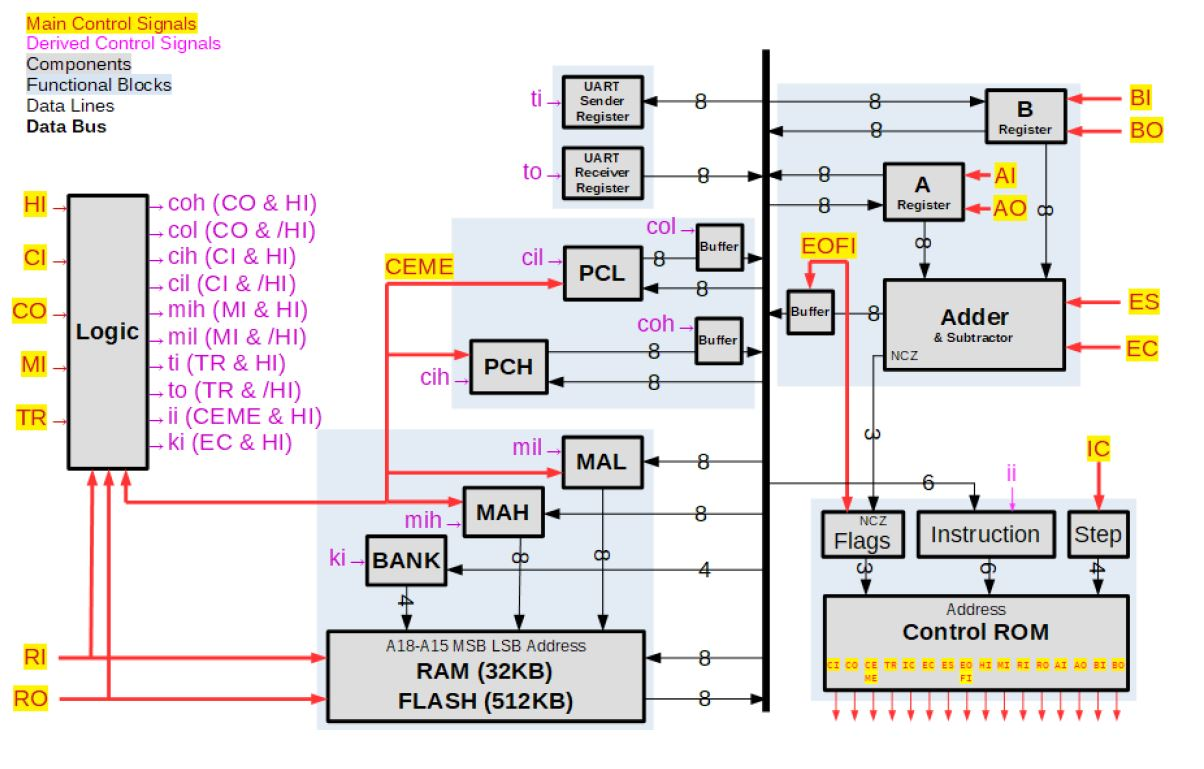 Main Control Signals
Derived Control Signals
Components
Functional Blocks
Data Lines
Data Bus
HI
CI
CO
MI
TR
RI
RO
Logic
coh (CO & HI)
col (CO & /HI)
cih (CI & HI)
cil (CI & /HI)
mih (MI & HI)
mil (MI & /HI)
ti (TR & HI)
to (TR & /HI)
ii (CEME & HI)
ki (EC & HI)
ti
UART
Sender
Register
8
to
UART
Receiver
Register
8
CEME
col
Buffer
cil
PCL
8
8
coh
Buffer
PCH
8
cih
8
mil
MAL
8
mih
MAH
8
ki
BANK
4
4
8
8
A18-A15 MSB LSB Address
RAM (32KB)
FLASH (512KB)
8
8
8
B
Register
BI
BO
8
8
A
Register
AI
AO
8
8
8
EOFI
Buffer
8
Adder
& Subtractor
NCZ
ES
EC
3
6
ii
IC
NCZ
Flags
Instruction
Step
3
6
4
Address
Control ROM
CI CO CE TR IC EC ES EO HI MI RI RO AI AO BI BO
ME FI